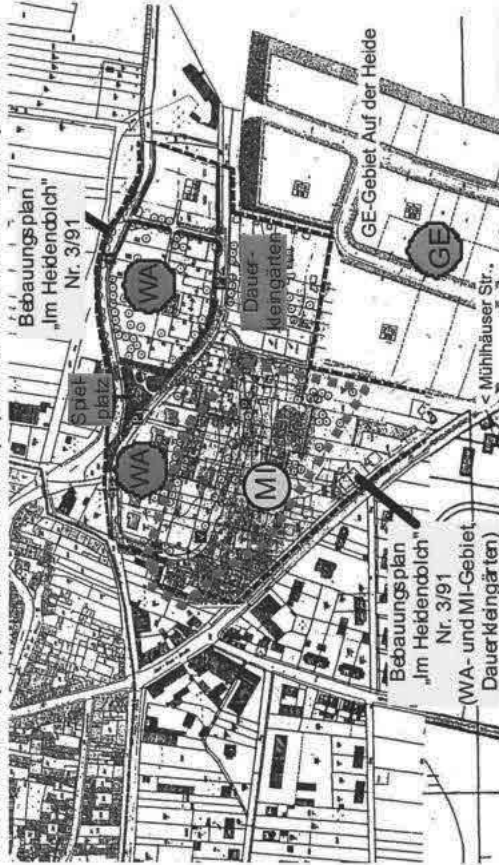 Bebauungsplan
„Im Heidendolch"
Nr. 3/91
Spiel-
platz
WA
WA
Dauer-
kleingärten
MI
GE-Gebiet Auf der Heide
GE
< Mühlhäuser Str.
Bebauungsplan
„Im Heidendolch"
Nr. 3/91
(WA- und MI-Gebiet,
Dauerkleingärten)